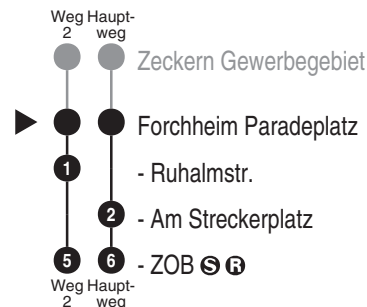 Weg Haupt-
2 weg
Zeckern Gewerbegebiet
Forchheim Paradeplatz
1 - Ruhalmstr.
2 - Am Streckerplatz
5 6 - ZOB S R
Weg Haupt-
2 weg